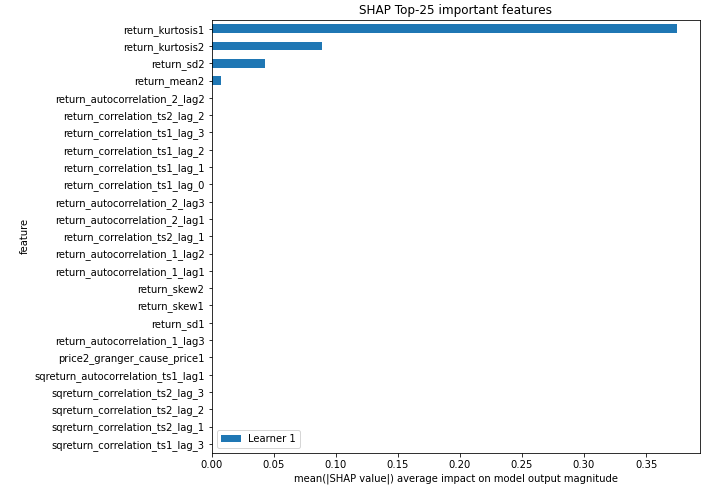 SHAP Top-25 important features
return_kurtosis1
return_kurtosis2
return_sd2
return_mean2
return_autocorrelation_2_lag2
return_correlation_ts2_lag_2
return_correlation_ts1_lag_3
return_correlation_ts1_lag_2
return_correlation_ts1_lag_1
return_correlation_ts1_lag_0
return_autocorrelation_2_lag3
return_autocorrelation_2_lag1
return_correlation_ts2_lag_1
return_autocorrelation_1_lag2
return_autocorrelation_1_lag1
return_skew2
return_skew1
return_sd1
return_autocorrelation_1_lag3
price2_granger_cause_price1
sqreturn_autocorrelation_ts1_lag1
sqreturn_correlation_ts2_lag_3
sqreturn_correlation_ts2_lag_2
sqreturn_correlation_ts2_lag_1
sqreturn_correlation_ts1_lag_3
feature
Learner 1
0.00 0.05 0.10 0.15 0.20 0.25 0.30 0.35
mean(|SHAP value|) average impact on model output magnitude